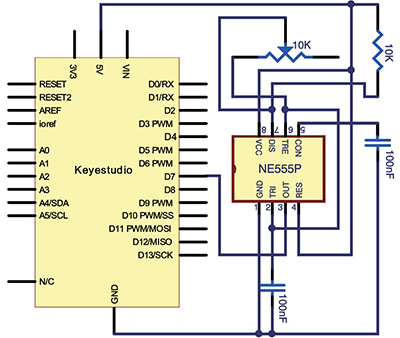 3V3
5V
VIN
10K
10K
RESET
RESET2
AREF
ioref
A0
A1
A2
A3
A4/SDA
A5/SCL
N/C
Keyestudio
D0/RX
D1/RX
D2
D3 PWM
D4
D5 PWM
D6 PWM
D7
D8
D9 PWM
D10 PWM/SS
D11 PWM/MOSI
D12/MISO
D13/SCK
GND
8 7 6 5
VCC DIS THE CON
NE555P
GND TRI OUT RES
1 2 3 4
100nF
100nF